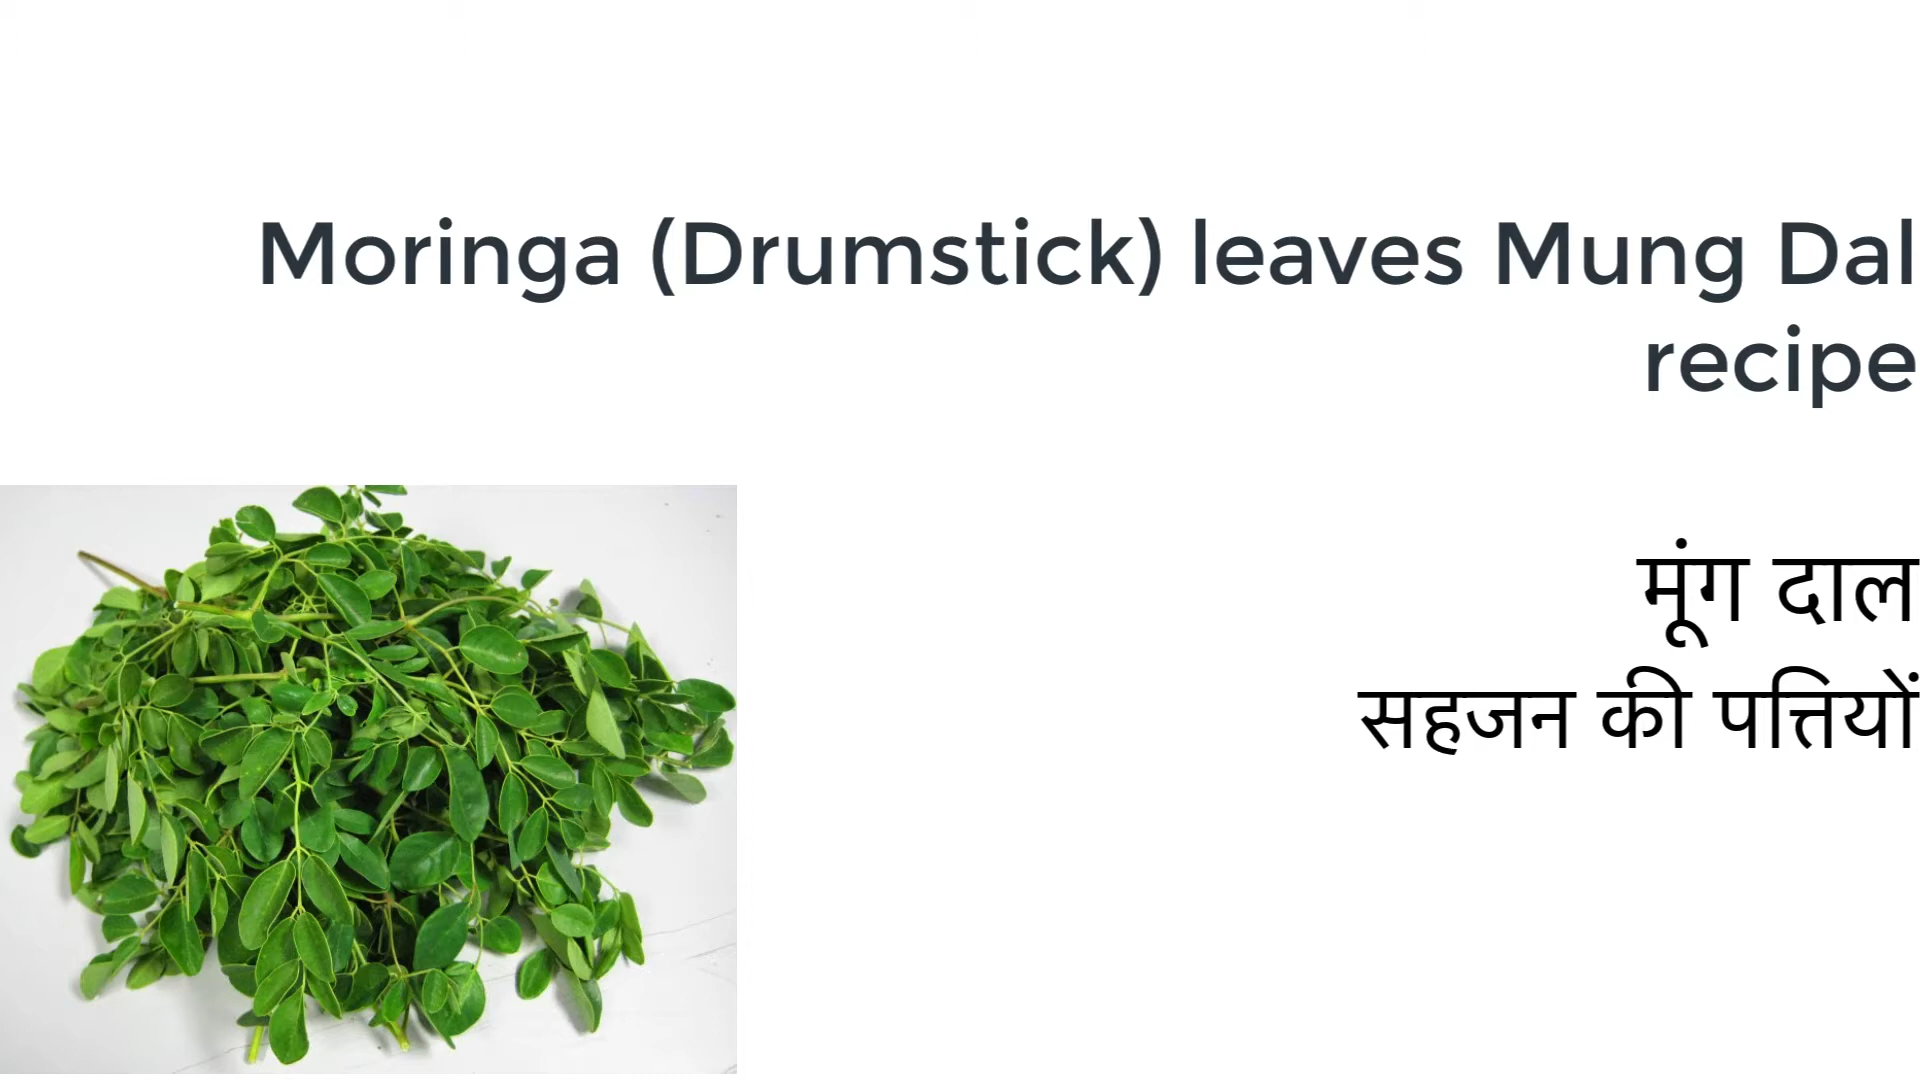 Moringa (Drumstick) leaves Mung Dal
recipe
मूंग दाल
सहजन की पत्तियों